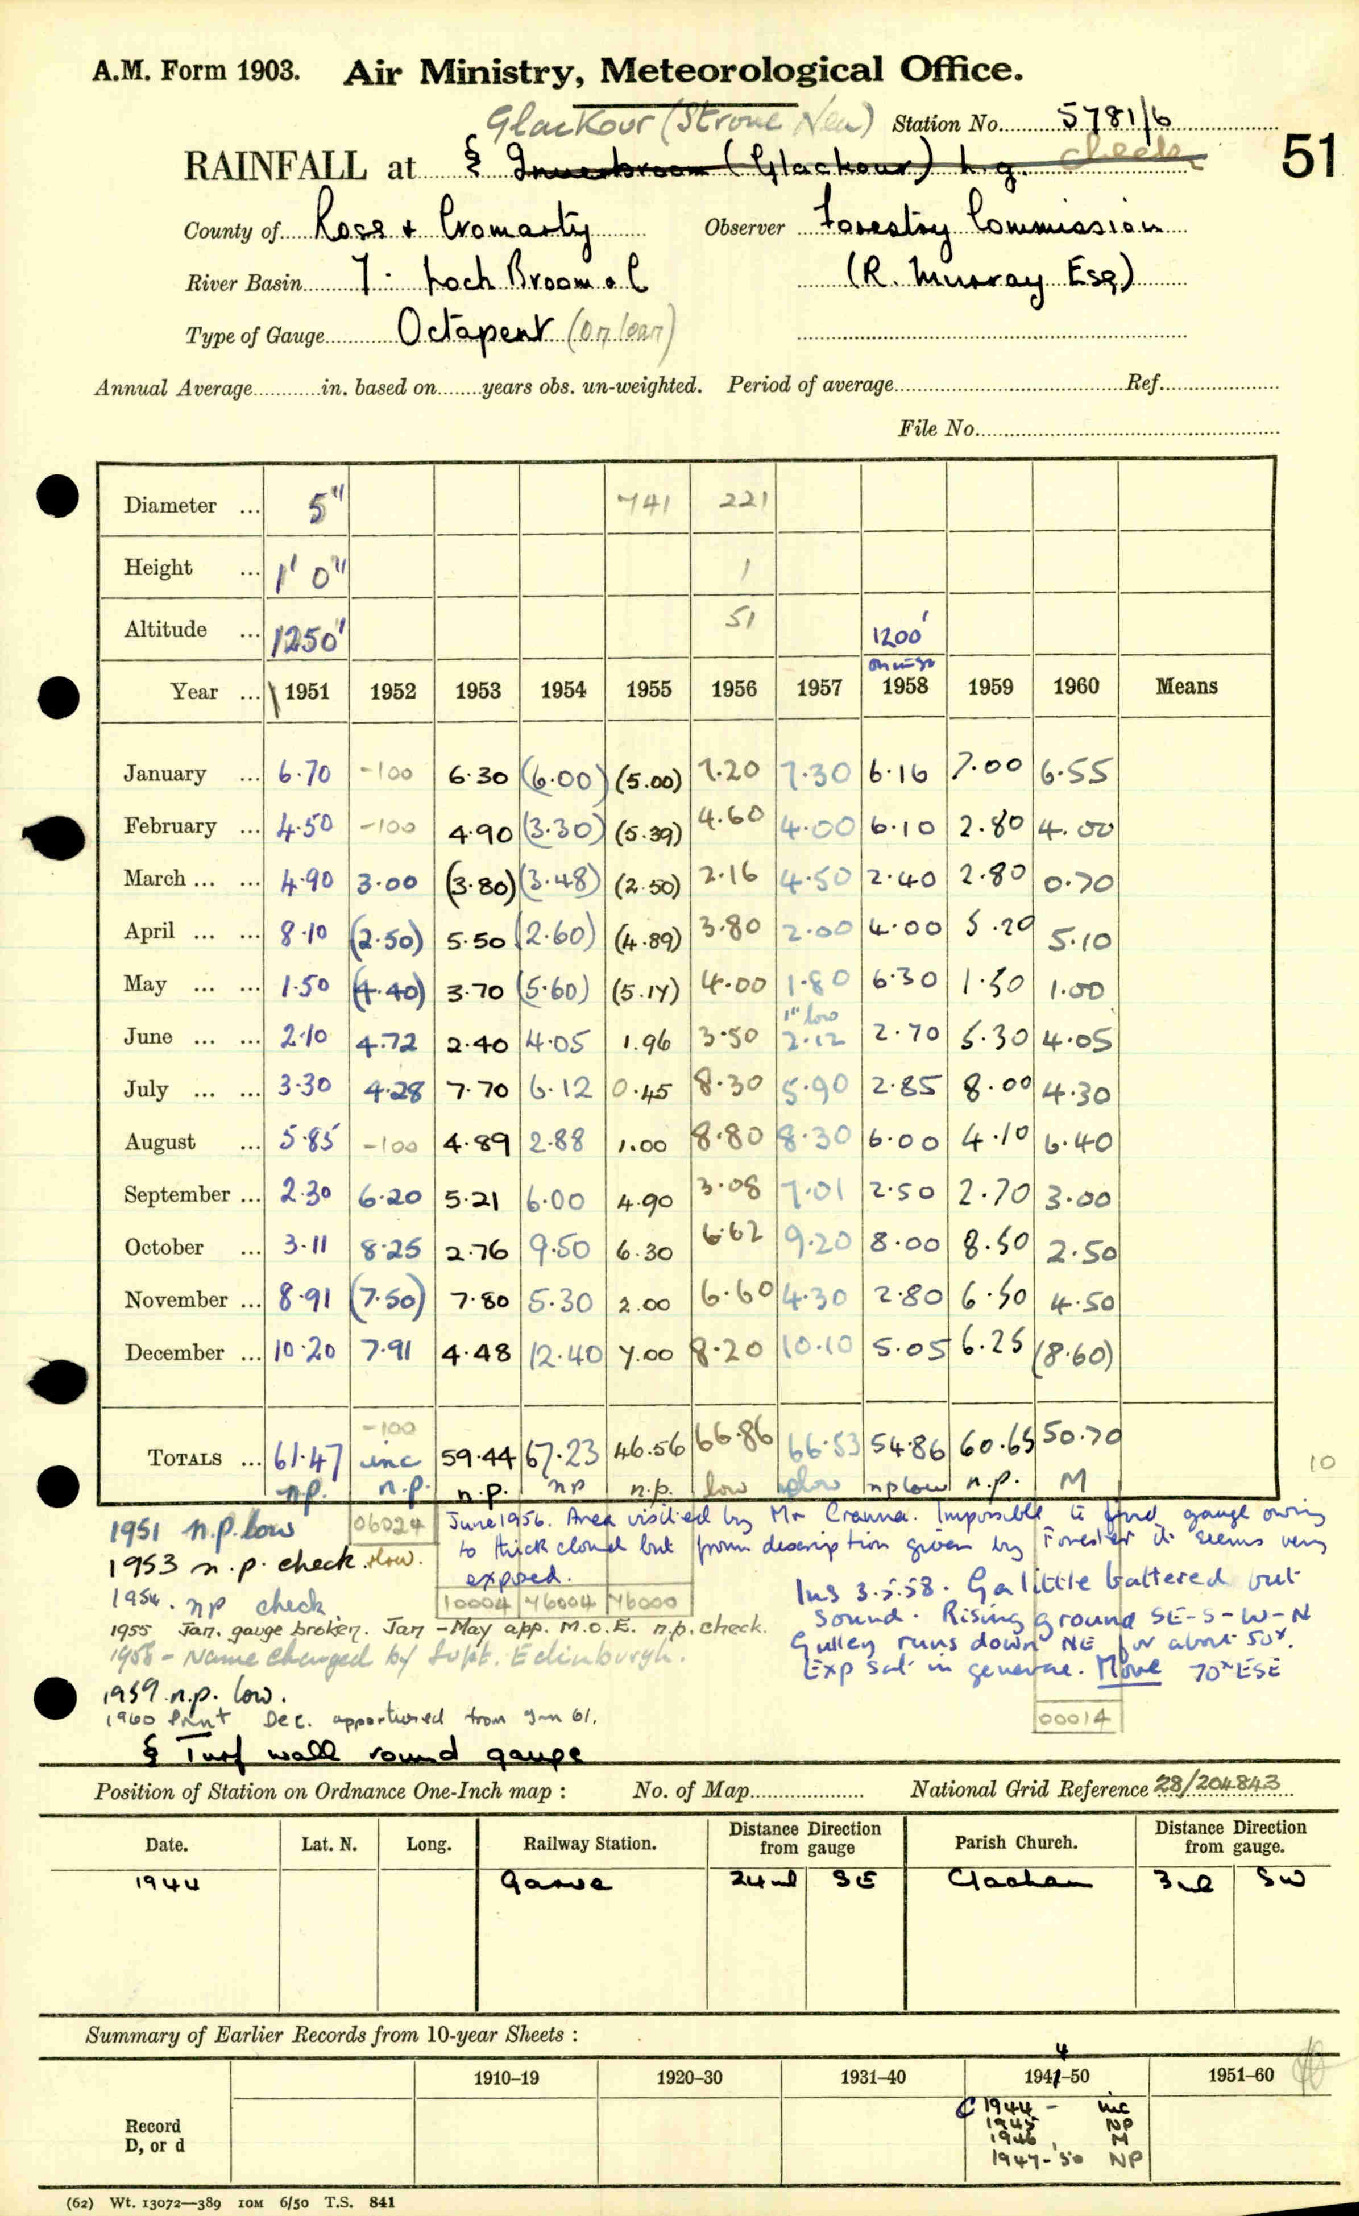 A.M. Form 1903. Air Ministry, Meteorological Office.
Glackour (Strone Nea) Station No. 5781/6
51
RAINFALL at § Inverbroom (Glackour) h.g. check
County of Ross & Cromarty Observer Forestry Commission
River Basin 7. Loch Broom & C (R. Murray Esq)
Type of Gauge Octapent (on loan)
Annual Average in. based on years obs. un-weighted. Period of average Ref.
File No.
Diameter ... 5" 741 221
Height ... 1' 0" 1
Altitude ... 1250' 51 1200'
Year ... 1951 1952 1953 1954 1955 1956 1957 1958 1959 1960 Means
January ... 6.70 -100 6.30 (6.00) (5.00) 7.20 7.30 6.16 7.00 6.55
February ... 4.50 -100 4.90 (3.30) (5.39) 4.60 4.00 6.10 2.80 4.00
March ... ... 4.90 3.00 (3.80) (3.48) (2.50) 2.16 4.50 2.40 2.80 0.70
April ... ... 8.10 (2.50) 5.50 (2.60) (4.89) 3.80 2.00 4.00 5.20 5.10
May ... ... 1.50 (4.40) 3.70 (5.60) (5.14) 4.00 1.80 6.30 1.50 1.00
1" low
June ... ... 2.10 4.72 2.40 4.05 1.96 3.50 2.12 2.70 5.30 4.05
July ... ... 3.30 4.28 7.70 6.12 0.45 8.30 5.90 2.85 8.00 4.30
August ... 5.85 -100 4.89 2.88 1.00 8.80 8.30 6.00 4.10 6.40
September ... 2.30 6.20 5.21 6.00 4.90 3.08 7.01 2.50 2.70 3.00
October ... 3.11 8.25 2.76 9.50 6.30 6.62 9.20 8.00 8.50 2.50
November ... 8.91 (7.50) 7.80 5.30 2.00 6.60 4.30 2.80 6.50 4.50
December ... 10.20 7.91 4.48 12.40 7.00 8.20 10.10 5.05 6.25 (8.60)
-100
TOTALS ... 61.47 inc 59.44 67.23 46.56 66.86 66.53 54.86 60.65 50.70
10
n.p. n.p. n.p. np n.p. low low np low n.p. M
1951 n.p. low 06024 June 1956. Area visited by Mr Crauna. Impossible to find gauge owing
1953 n.p. check. low. to thick cloud but from description given by Forester it seems very
exposed.
1954. np check. 10004 46004 46000
Ins 3.5.58. Ga little battered but
sound. Rising ground SE-S-W-N
Gulley runs down NE for about 50x.
Exp sat in general. Move 70x ESE
1955 Jan. gauge broken. Jan - May app. M.O.E. n.p. check.
1958 - Name changed by Supt. Edinburgh.
1959 n.p. low.
1960 Print Dec. apportioned from Jan 61.
00014
§ Turf wall round gauge
Position of Station on Ordnance One-Inch map : No. of Map National Grid Reference 28/204843
Date. Lat. N. Long. Railway Station. Distance from gauge Direction Parish Church. Distance Direction from gauge.
1944 Garve 24ml SE Clachan 3ml SW
Summary of Earlier Records from 10-year Sheets :
4
1910–19 1920–30 1931–40 1941–50 1951–60
Record
D, or d
C 1944 - inc
1945 NP
1946 M
1947-'50 NP
(62) Wt. 13072—389 10M 6/50 T.S. 841